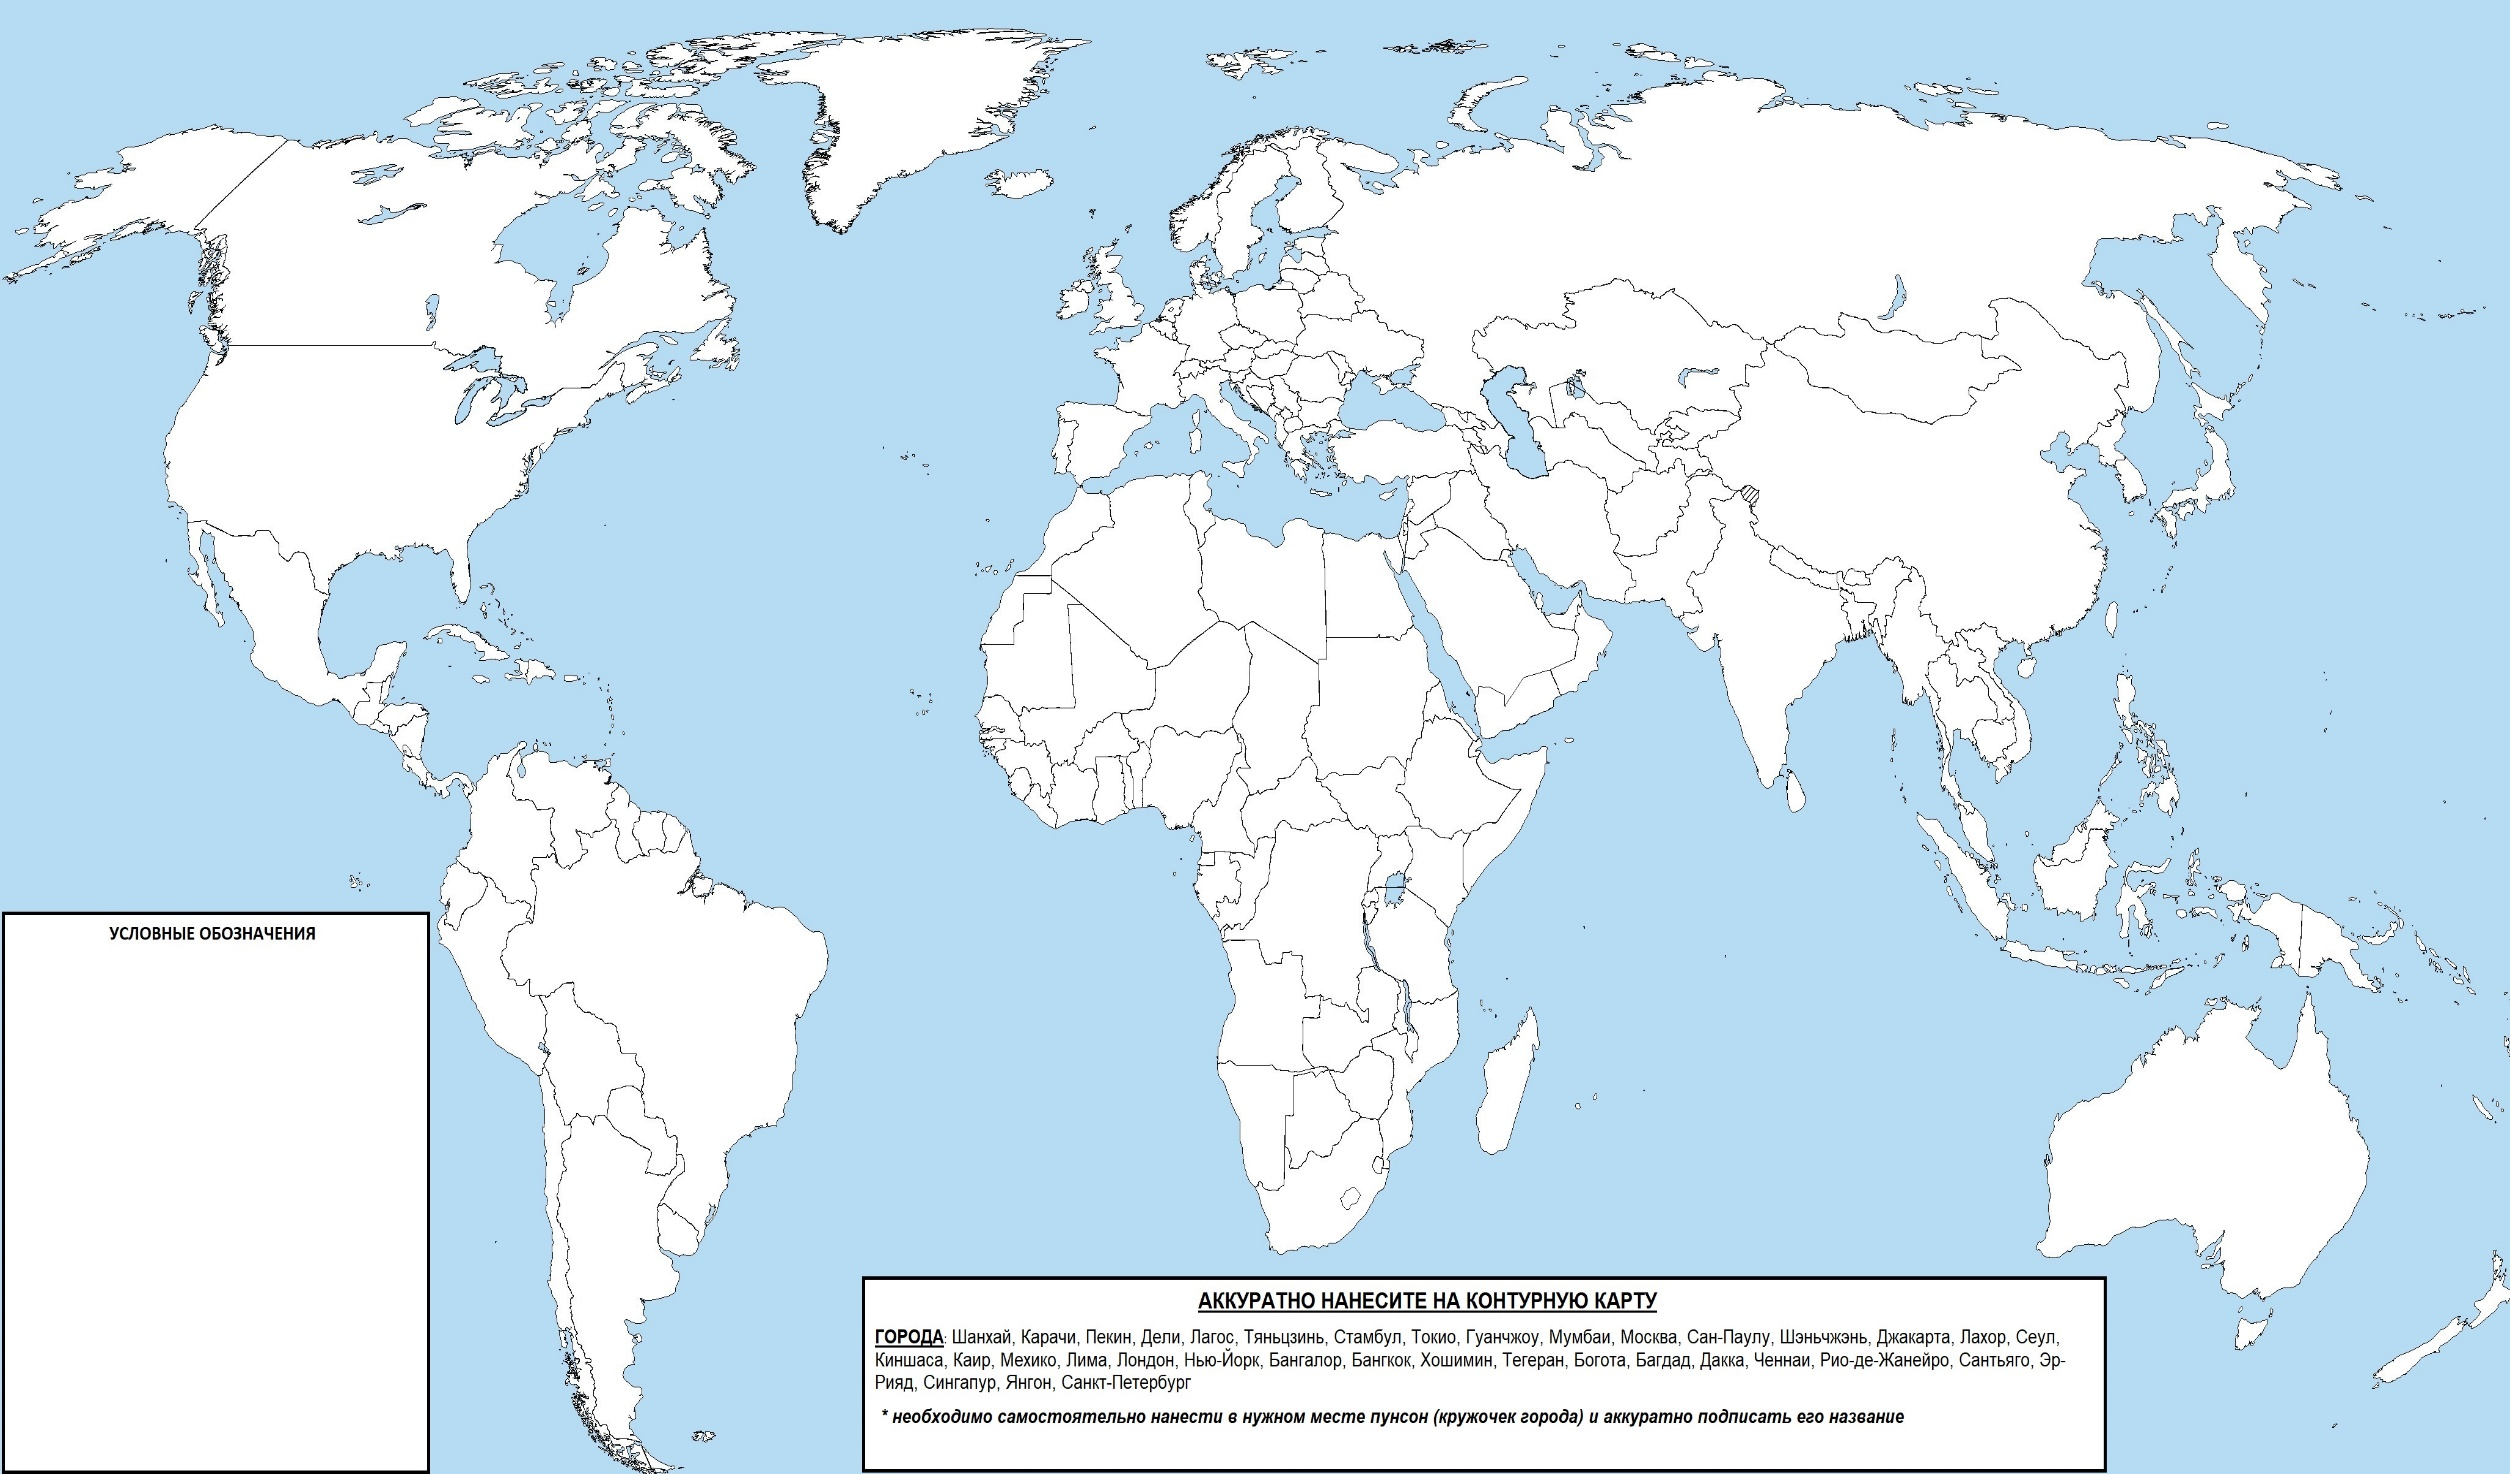 УСЛОВНЫЕ ОБОЗНАЧЕНИЯ
АККУРАТНО НАНЕСИТЕ НА КОНТУРНУЮ КАРТУ
ГОРОДА: Шанхай, Карачи, Пекин, Дели, Лагос, Тяньцзинь, Стамбул, Токио, Гуанчжоу, Мумбаи, Москва, Сан-Паулу, Шэньчжэнь, Джакарта, Лахор, Сеул,
Киншаса, Каир, Мехико, Лима, Лондон, Нью-Йорк, Бангалор, Бангкок, Хошимин, Тегеран, Богота, Багдад, Дакка, Ченнаи, Рио-де-Жанейро, Сантьяго, Эр-
Рияд, Сингапур, Янгон, Санкт-Петербург
* необходимо самостоятельно нанести в нужном месте пунсон (кружочек города) и аккуратно подписать его название